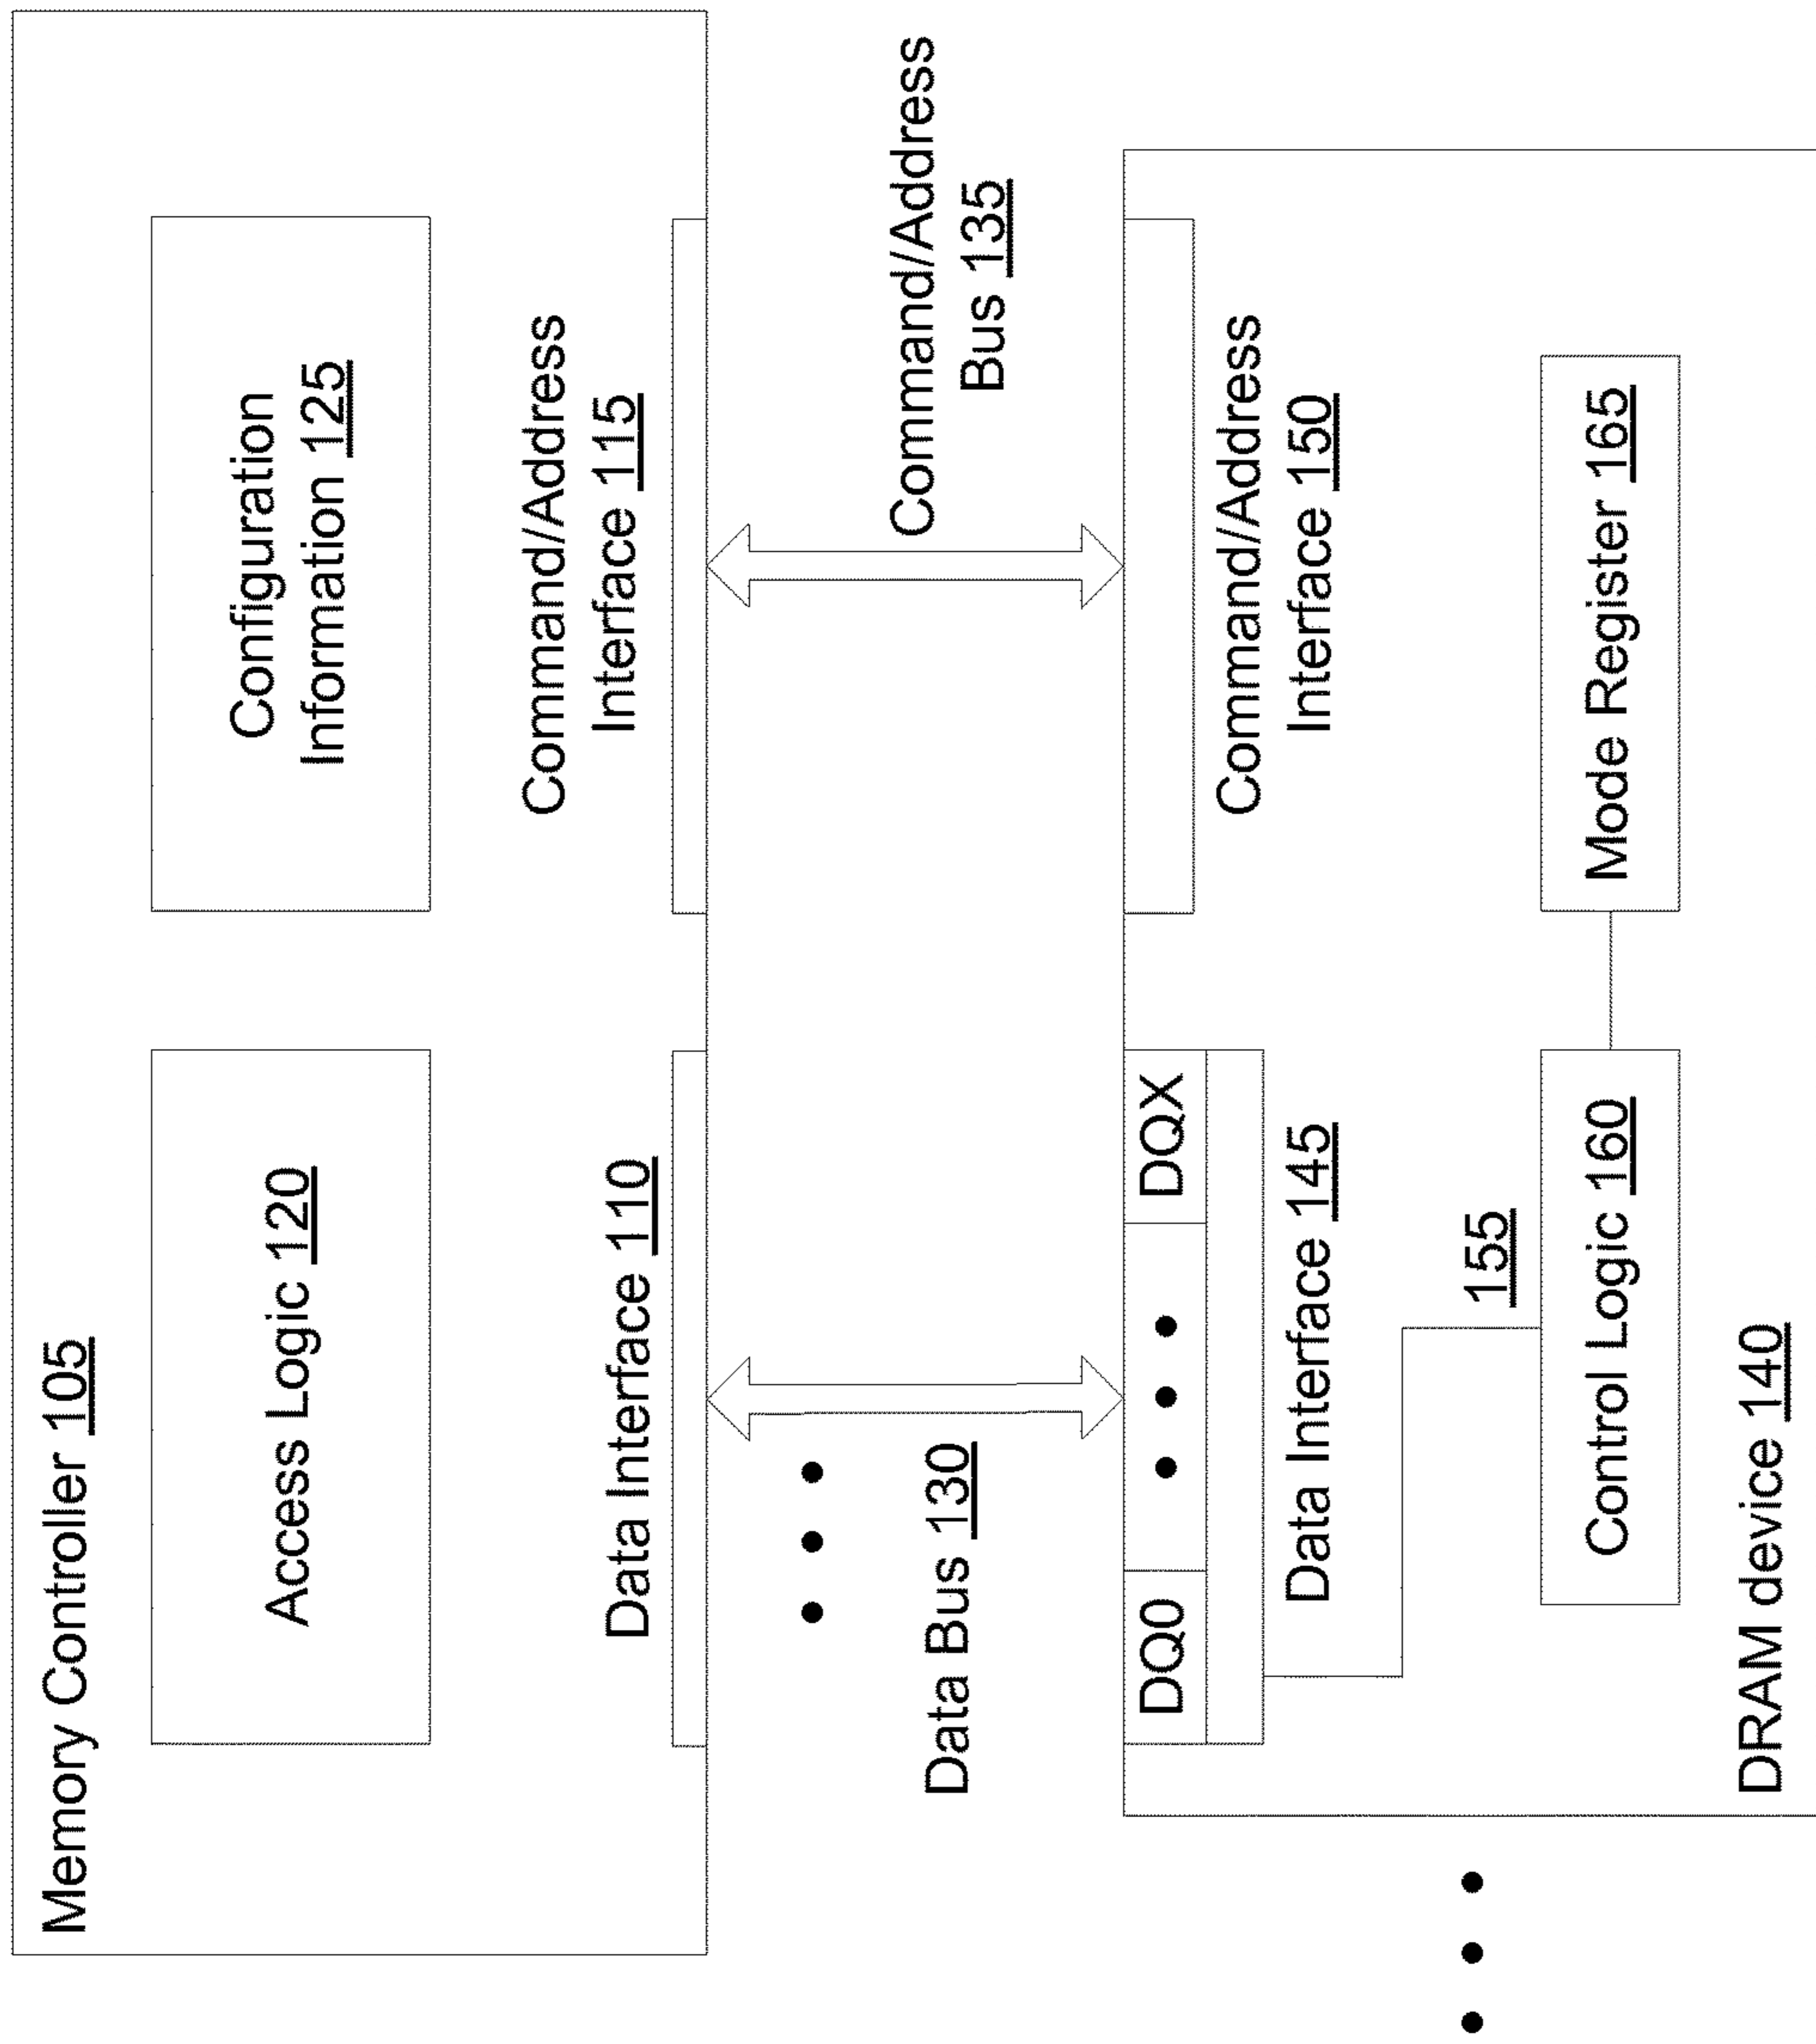 Memory Controller 105
Access Logic 120
Configuration
Information 125
Data Interface 110
Command/Address
Interface 115
Data Bus 130
Command/Address
Bus 135
DQ0
DQX
Data Interface 145
Command/Address
Interface 150
155
Control Logic 160
Mode Register 165
DRAM device 140